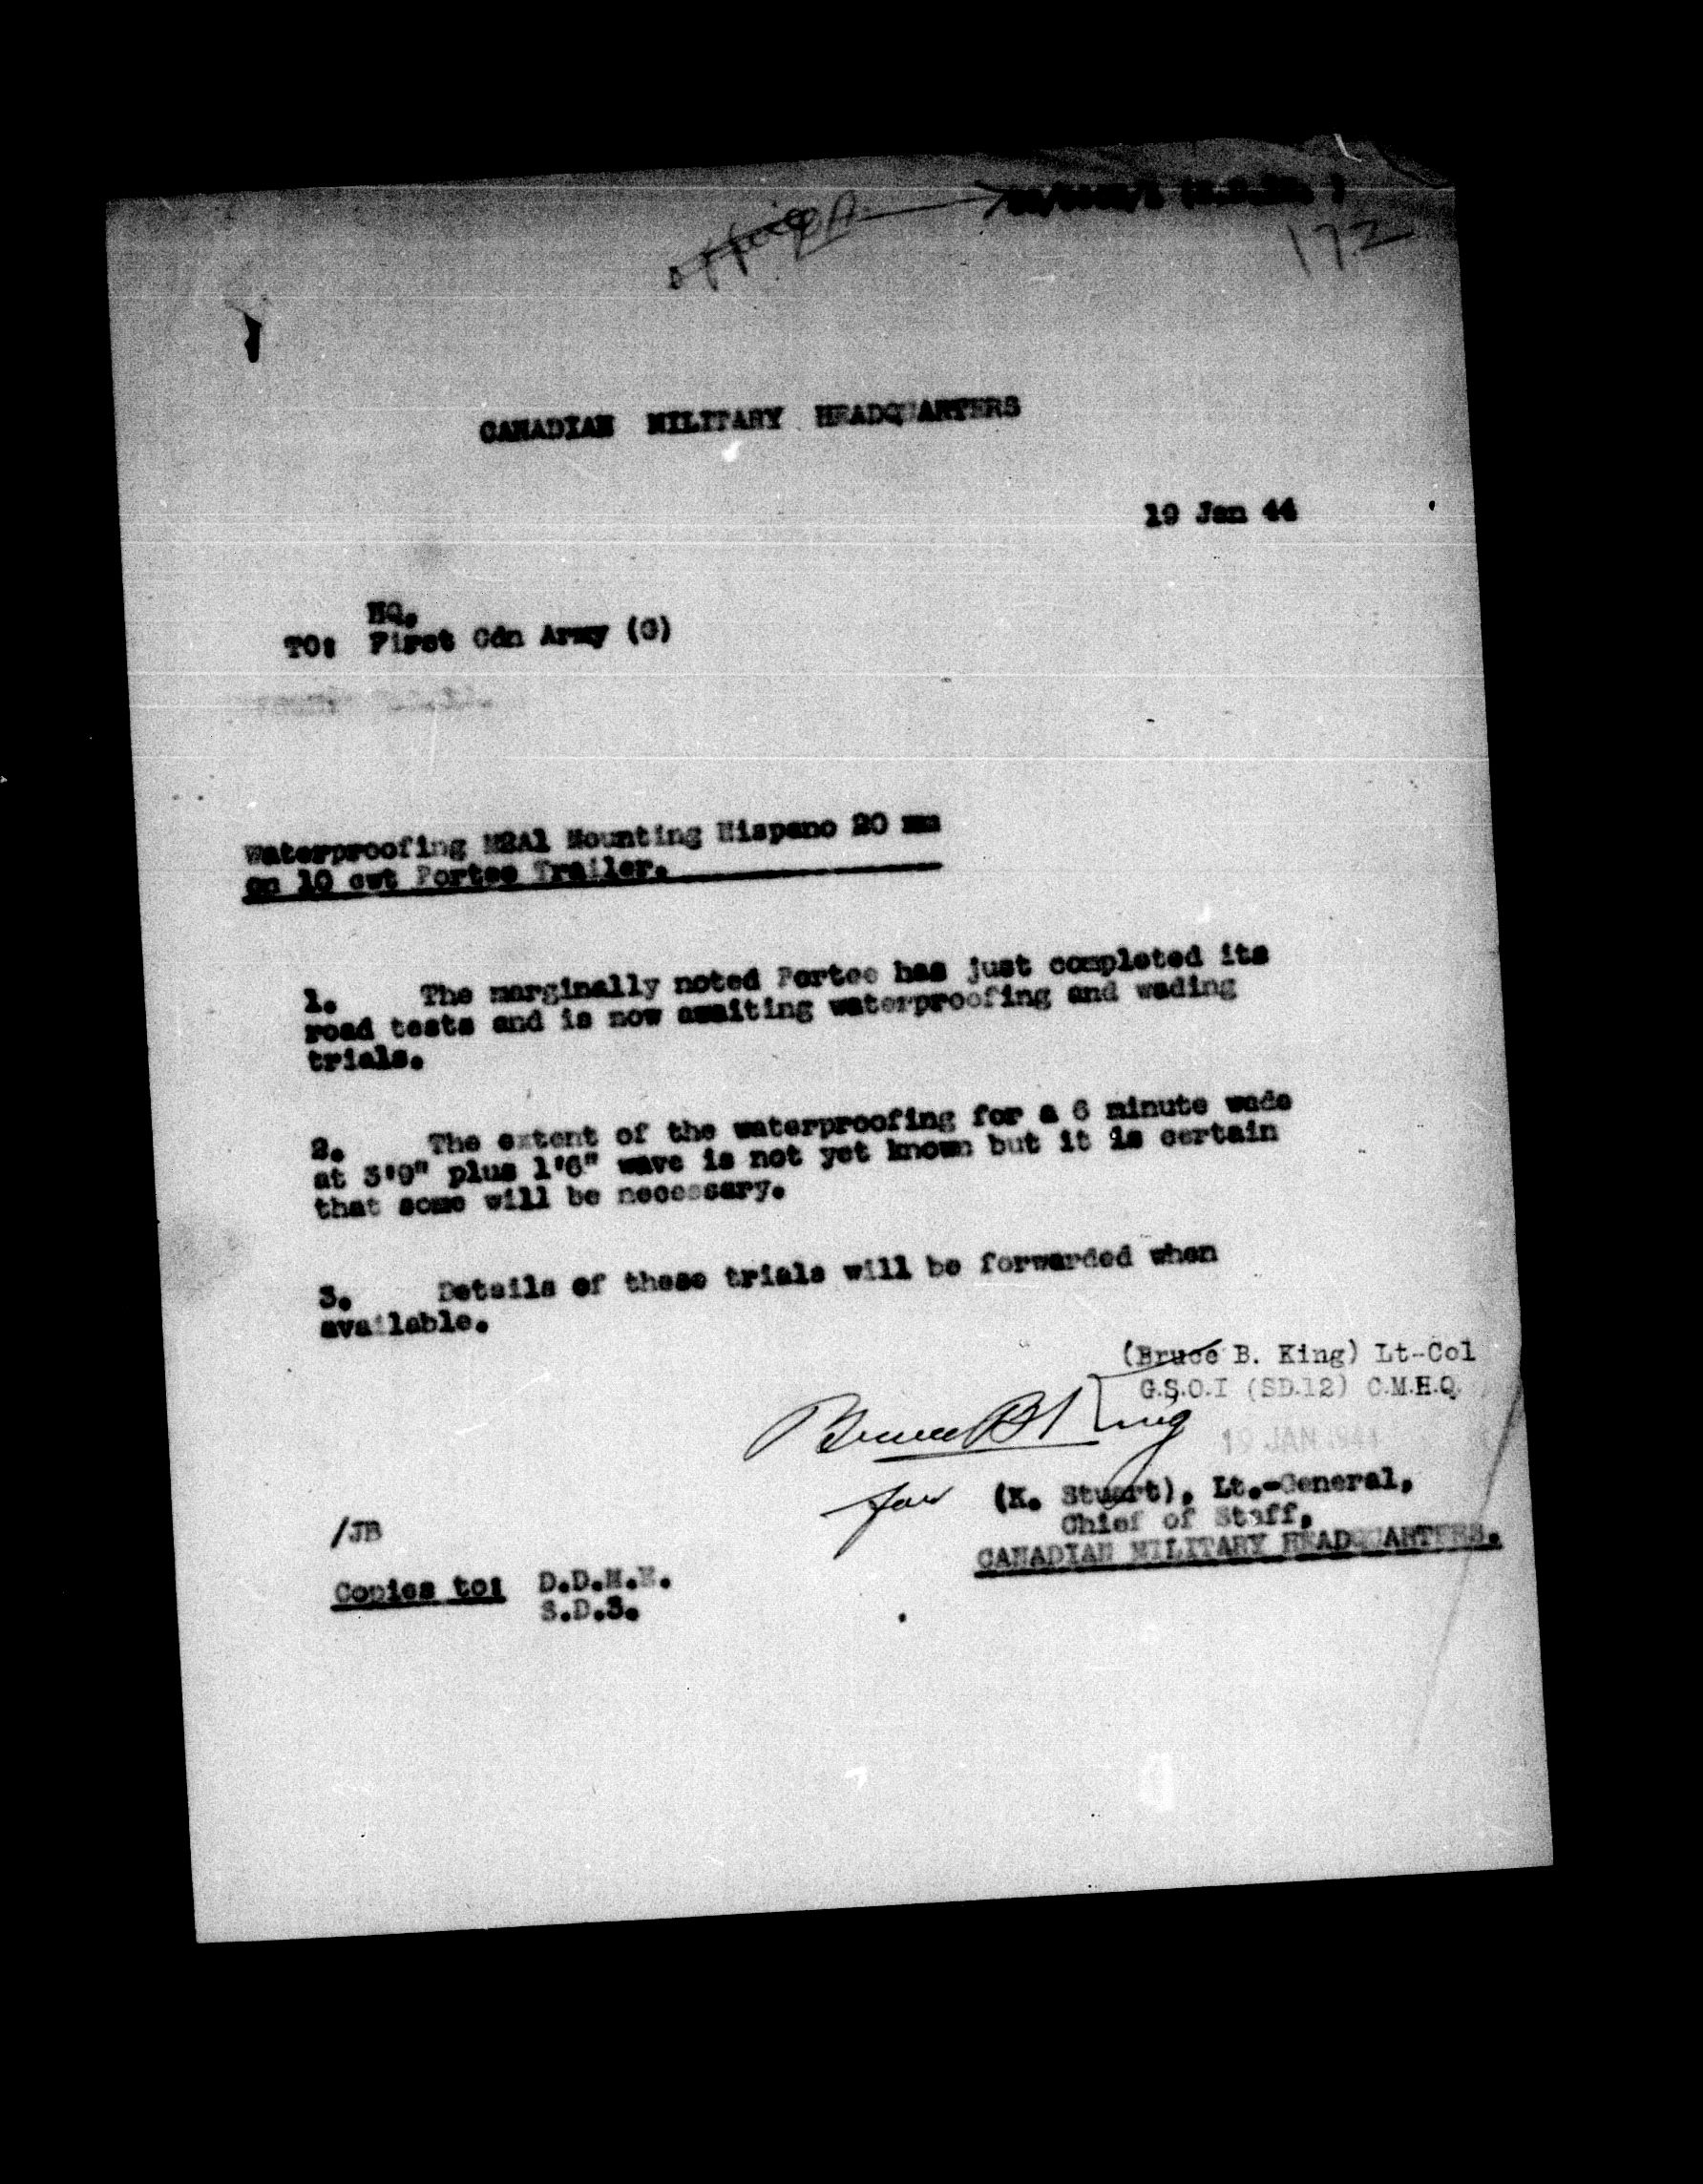 172
CANADIAN MILITARY HEADQUARTERS
19 Jan 44
HQ.
TO: First Cdn Army (G)
Waterproofing M2A1 Mounting Hispano 20 mm
on 10 cwt Portee Trailer.
1. The marginally noted Portee has just completed its
road tests and is now awaiting waterproofing and wading
trials.
2. The extent of the waterproofing for a 6 minute wade
at 3'9" plus 1'6" wave is not yet known but it is certain
that some will be necessary.
3. Details of these trials will be forwarded when
available.
(Bruce B. King) Lt-Col
G.S.O.I (SD.12) C.M.H.Q.
Bruce B King
19 JAN 1944
for (K. Stuart), Lt.-General,
Chief of Staff,
CANADIAN MILITARY HEADQUARTERS.
/JB
Copies to: D.D.M.E.
S.D.3.